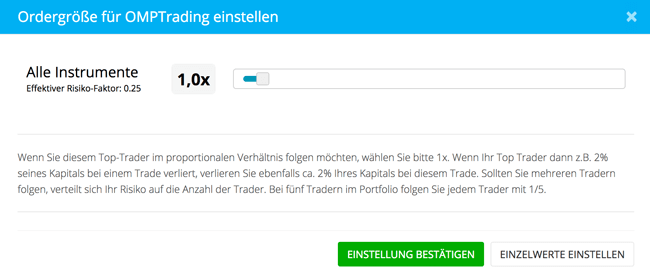 Ordergröße für OMPTrading einstellen ×
Alle Instrumente
Effektiver Risiko-Faktor: 0.25
1,0x
Wenn Sie diesem Top-Trader im proportionalen Verhältnis folgen möchten, wählen Sie bitte 1x. Wenn Ihr Top Trader dann z.B. 2%
seines Kapitals bei einem Trade verliert, verlieren Sie ebenfalls ca. 2% Ihres Kapitals bei diesem Trade. Sollten Sie mehreren Tradern
folgen, verteilt sich Ihr Risiko auf die Anzahl der Trader. Bei fünf Tradern im Portfolio folgen Sie jedem Trader mit 1/5.
EINSTELLUNG BESTÄTIGEN EINZELWERTE EINSTELLEN